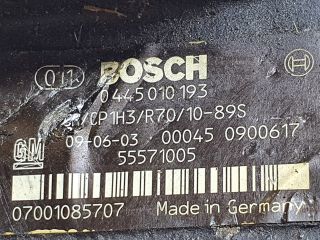 011 BOSCH
0 445 010 193
/CP1H3/R70/10-89S
GM 09-06-03 00045 0900617
55571005
07001085707 Made in Germany